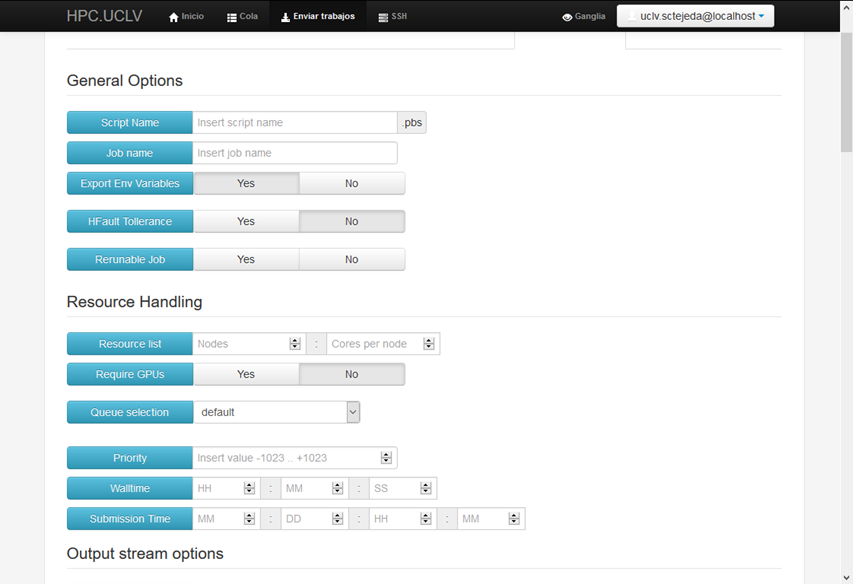 HPC.UCLV Inicio Cola Enviar trabajos SSH Ganglia uclv.sctejeda@localhost
General Options
Script Name Insert script name .pbs
Job name Insert job name
Export Env Variables Yes No
HFault Tollerance Yes No
Rerunable Job Yes No
Resource Handling
Resource list Nodes : Cores per node
Require GPUs Yes No
Queue selection default
Priority Insert value -1023 .. +1023
Walltime HH : MM : SS
Submission Time MM : DD : HH : MM
Output stream options